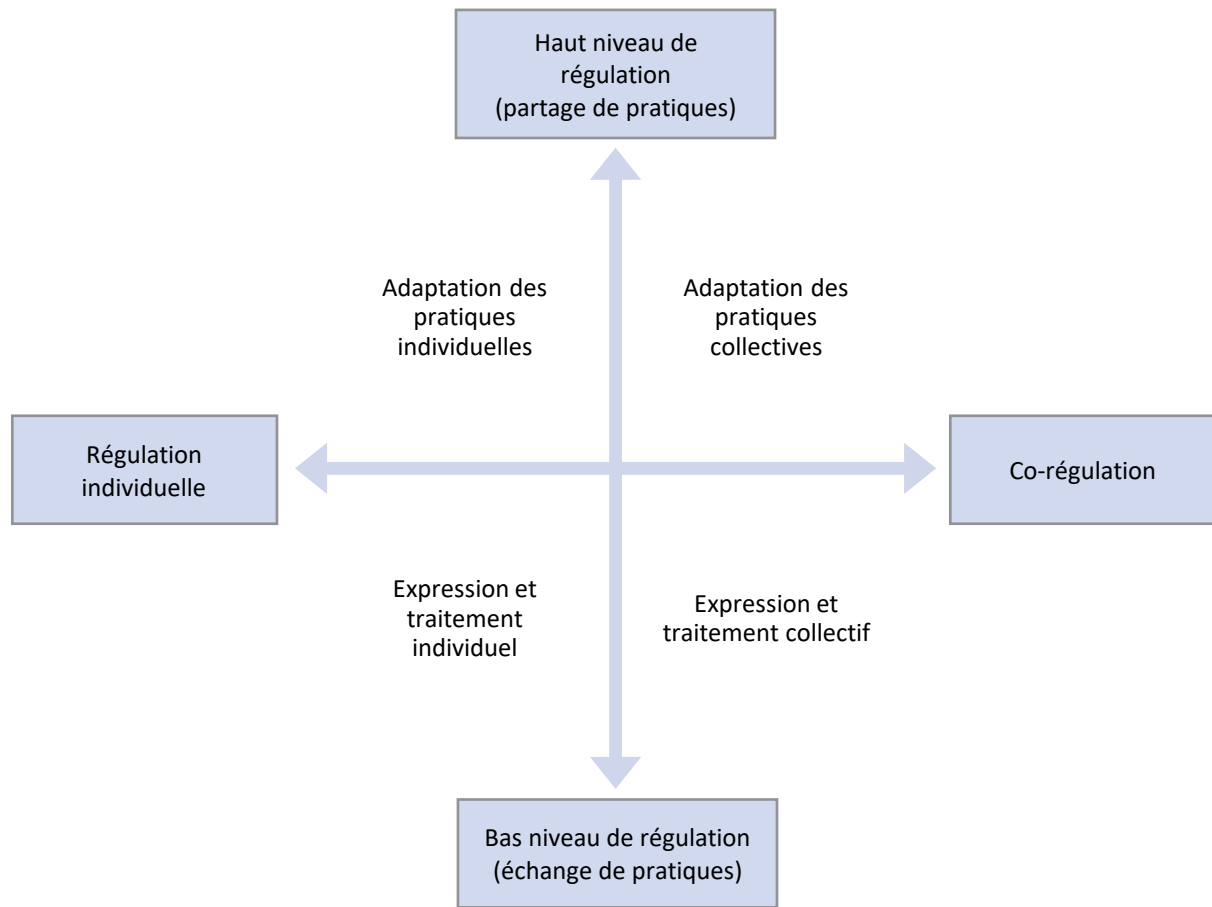 Haut niveau de
régulation
(partage de pratiques)
Adaptation des
pratiques
individuelles
Adaptation des
pratiques
collectives
Régulation
individuelle
Co-régulation
Expression et
traitement
individuel
Expression et
traitement collectif
Bas niveau de régulation
(échange de pratiques)